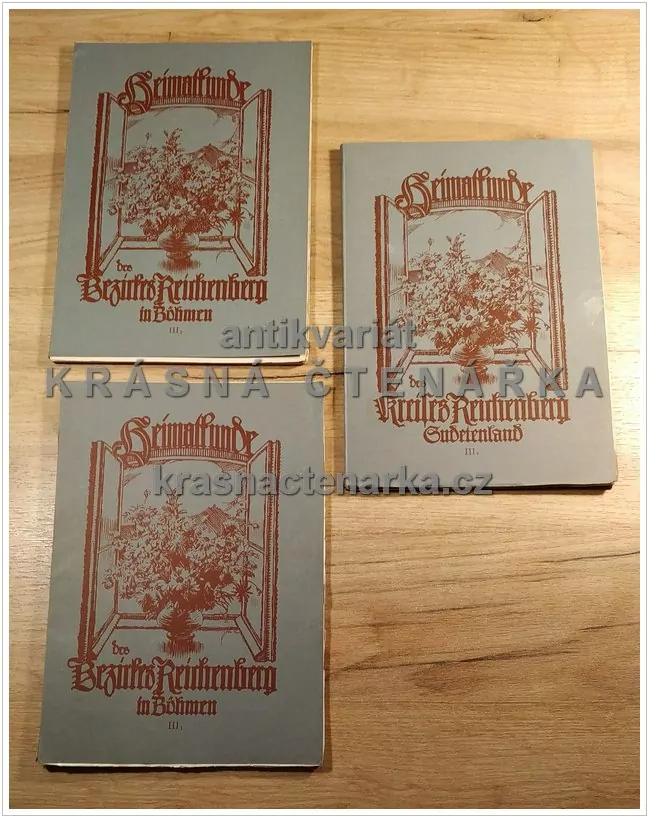 Heimatkunde
des
Bezirkes Reichenberg
in Böhmen
III,
Heimatkunde
des
Kreises Reichenberg
Sudetenland
III,
Heimatkunde
des
Bezirkes Reichenberg
in Böhmen
III,
antikvariát
KRÁSNÁ ČTENÁŘKA
krasnactenarka.cz